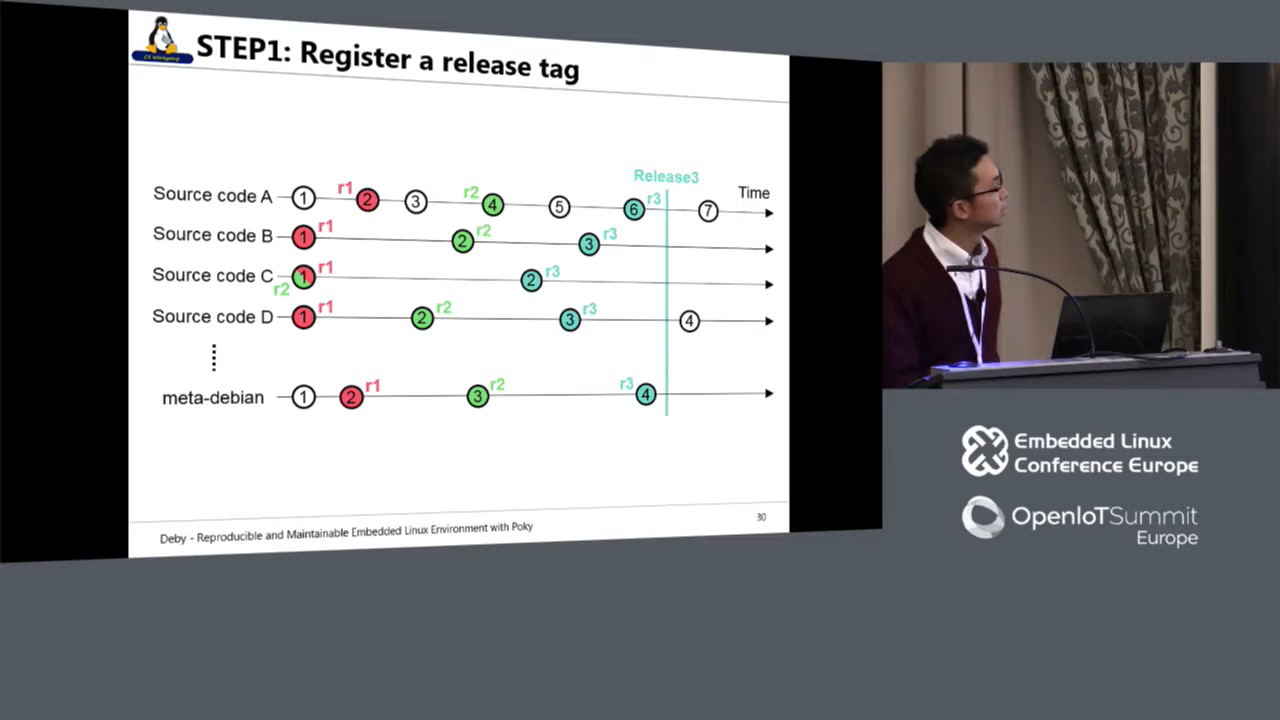 STEP1: Register a release tag
Release3
Time
Source code A 1 r1 2 3 r2 4 5 6 r3 7
Source code B 1 r1 2 r2 3 r3
Source code C 1 r1 r2 2 r3
Source code D 1 r1 2 r2 3 r3 4
meta-debian 1 2 r1 3 r2 r3 4
Deby - Reproducible and Maintainable Embedded Linux Environment with Poky
30
Embedded Linux
Conference Europe
OpenIoTSummit
Europe